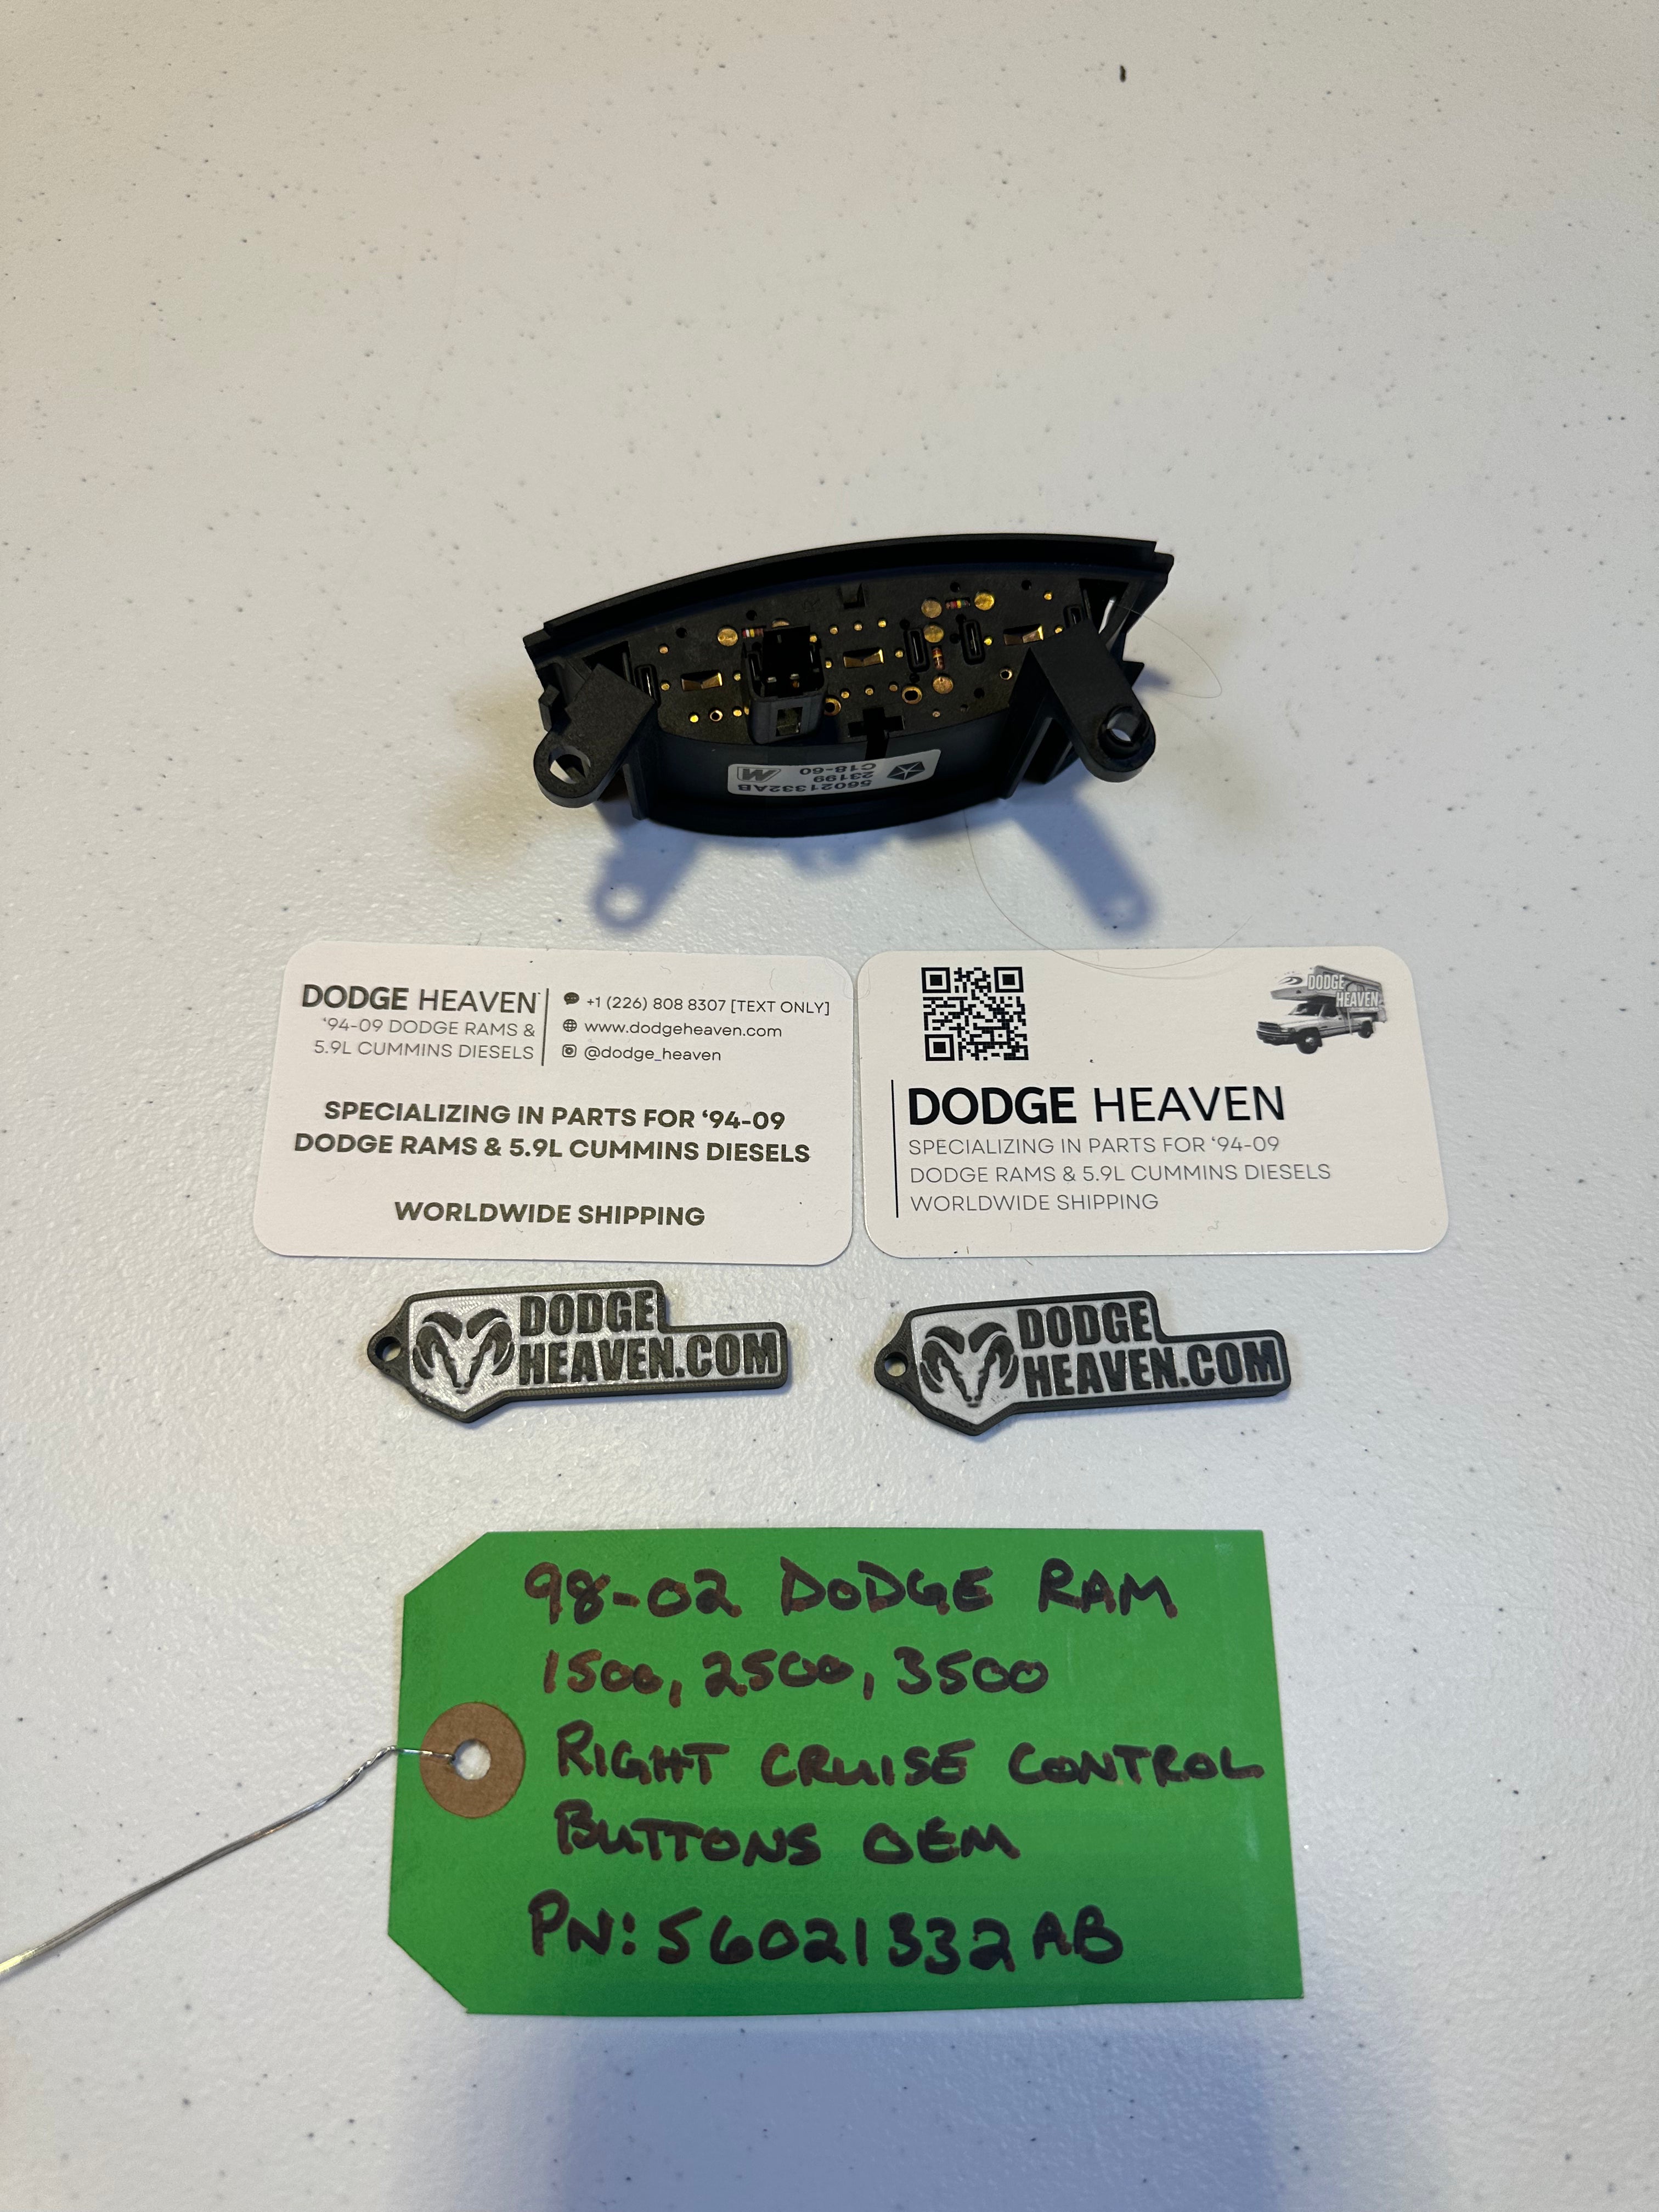 56021332AB
23199
C18-60
DODGE HEAVEN
'94-09 DODGE RAMS &
5.9L CUMMINS DIESELS
+1 (226) 808 8307 [TEXT ONLY]
www.dodgeheaven.com
@dodge_heaven
SPECIALIZING IN PARTS FOR '94-09
DODGE RAMS & 5.9L CUMMINS DIESELS
WORLDWIDE SHIPPING
DODGE
HEAVEN
DODGE HEAVEN
SPECIALIZING IN PARTS FOR '94-09
DODGE RAMS & 5.9L CUMMINS DIESELS
WORLDWIDE SHIPPING
DODGE
HEAVEN.COM
DODGE
HEAVEN.COM
98-02 DODGE RAM
1500, 2500, 3500
RIGHT CRUISE CONTROL
BUTTONS OEM
PN: 56021332AB